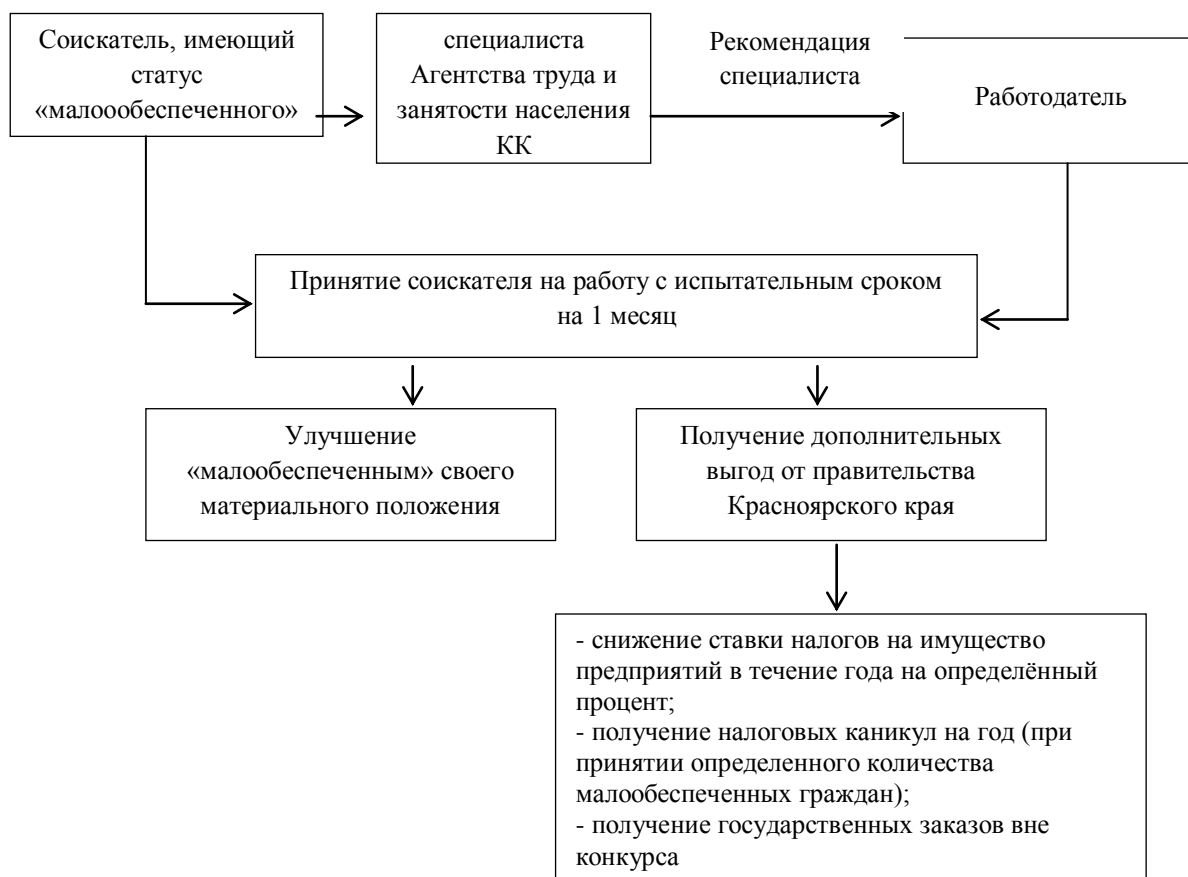 Соискатель, имеющий
статус
«малоообеспеченного»
специалиста
Агентства труда и
занятости населения
КК
Рекомендация
специалиста
Работодатель
Принятие соискателя на работу с испытательным сроком
на 1 месяц
Улучшение
«малообеспеченным» своего
материального положения
Получение дополнительных
выгод от правительства
Красноярского края
- снижение ставки налогов на имущество
предприятий в течение года на определённый
процент;
- получение налоговых каникул на год (при
принятии определенного количества
малообеспеченных граждан);
- получение государственных заказов вне
конкурса